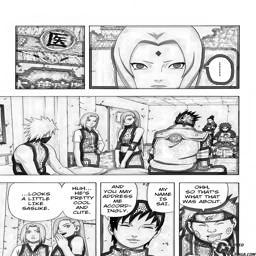 ......
医
OHH,
SO
THAT'S
WHAT
THAT WAS
ABOUT.
MY
NAME
IS SAI.
AND
YOU MAY
ADDRESS
ME
ACCORD-
INGLY
HUH...
HE'S
PRETTY
COOL
AND
CUTE.
...LOOKS
A LITTLE
LIKE
SASUKE.